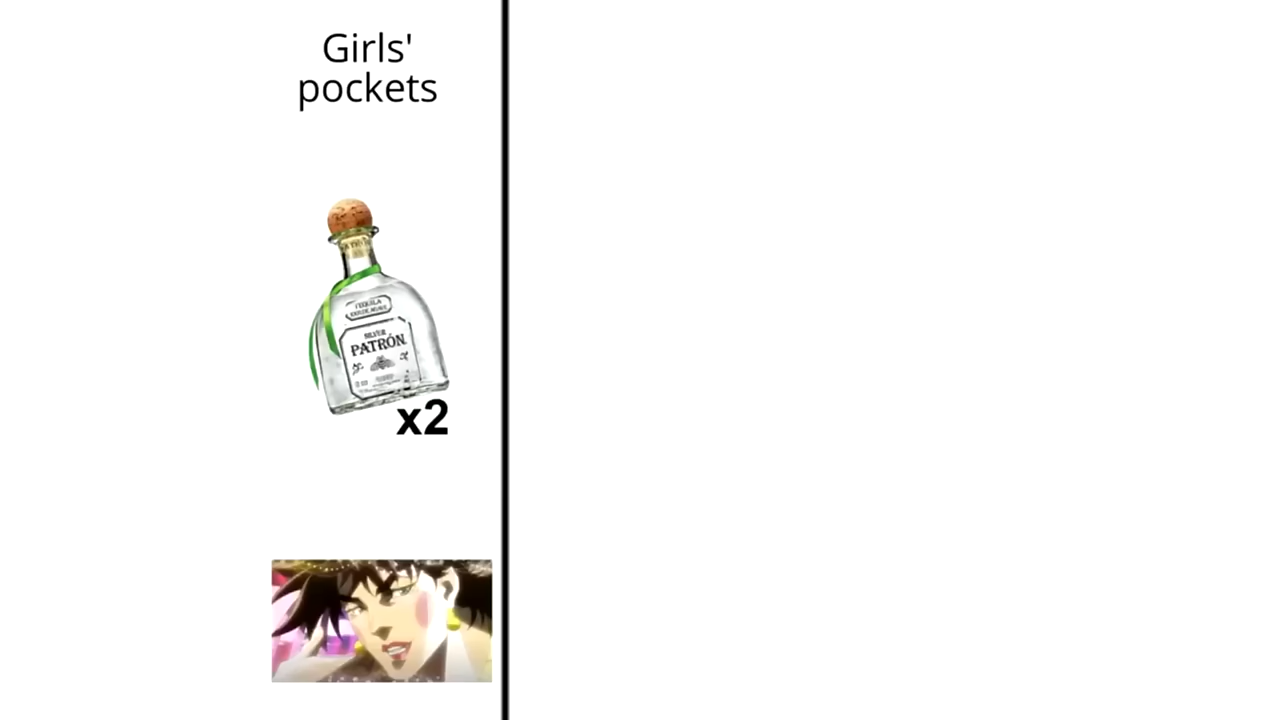 Girls'
pockets
TEQUILA
SILVER
PATRÓN
x2